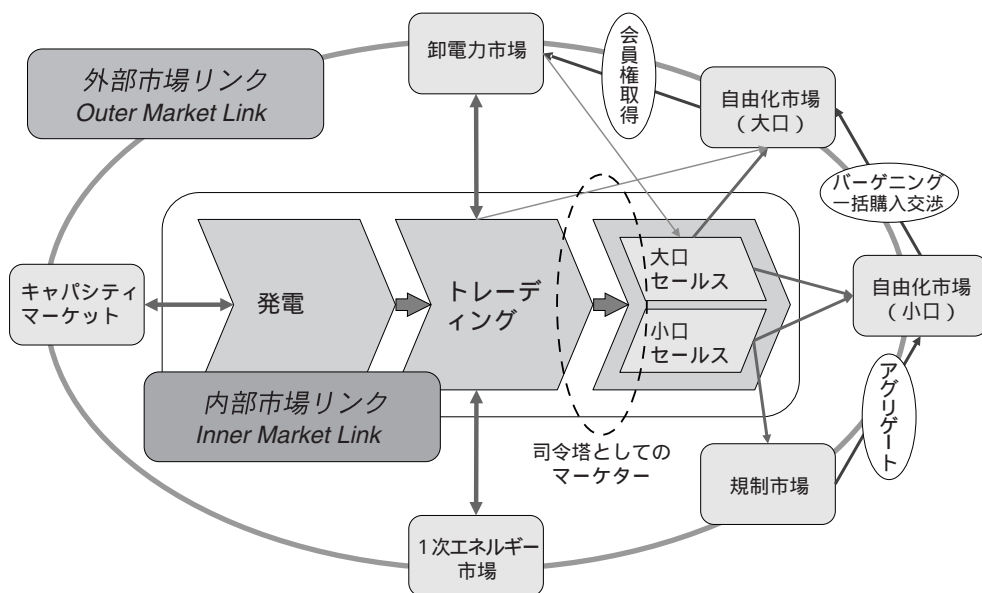 外部市場リンク
Outer Market Link
卸電力市場
会員権取得
自由化市場
(大口)
バーゲニング
一括購入交渉
キャパシティ
マーケット
発電
トレーデ
ィング
大口
セールス
小口
セールス
自由化市場
(小口)
内部市場リンク
Inner Market Link
司令塔としての
マーケター
アグリゲート
規制市場
1次エネルギー
市場